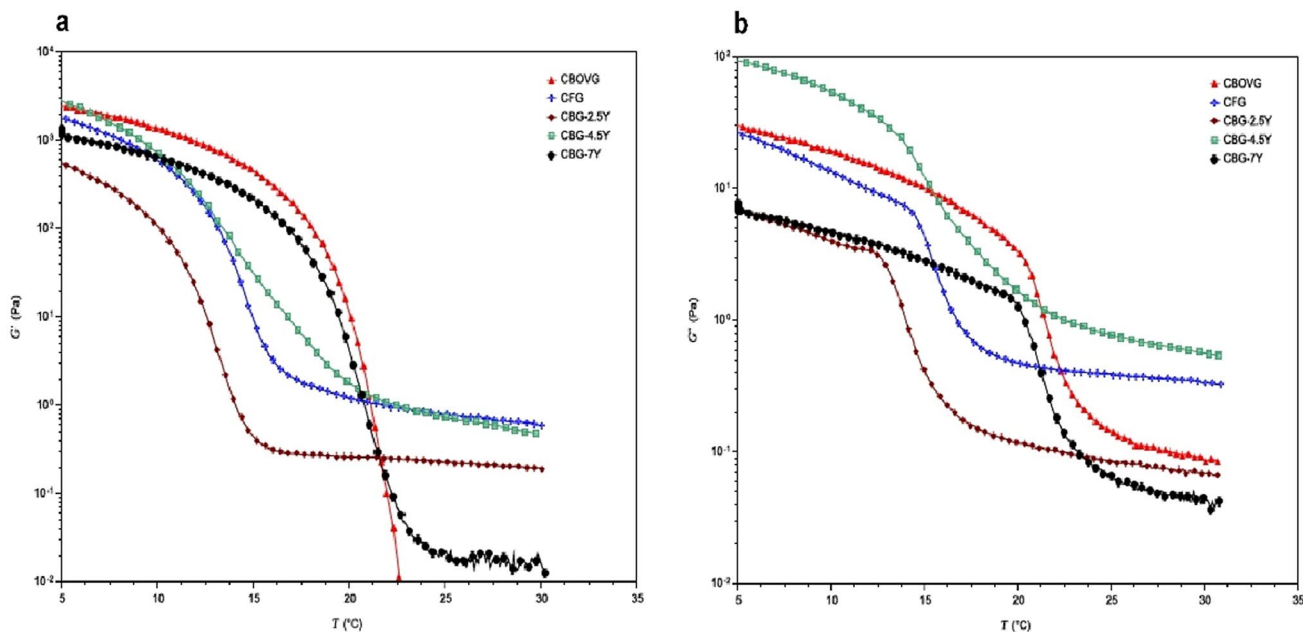 a
10⁴
10³
10²
10¹
10⁰
10⁻¹
10⁻²
G' (Pa)
CBOVG
CFG
CBG-2.5Y
CBG-4.5Y
CBG-7Y
5 10 15 20 25 30 35
T (°C)
b
10²
10¹
10⁰
10⁻¹
10⁻²
G" (Pa)
CBOVG
CFG
CBG-2.5Y
CBG-4.5Y
CBG-7Y
5 10 15 20 25 30 35
T (°C)